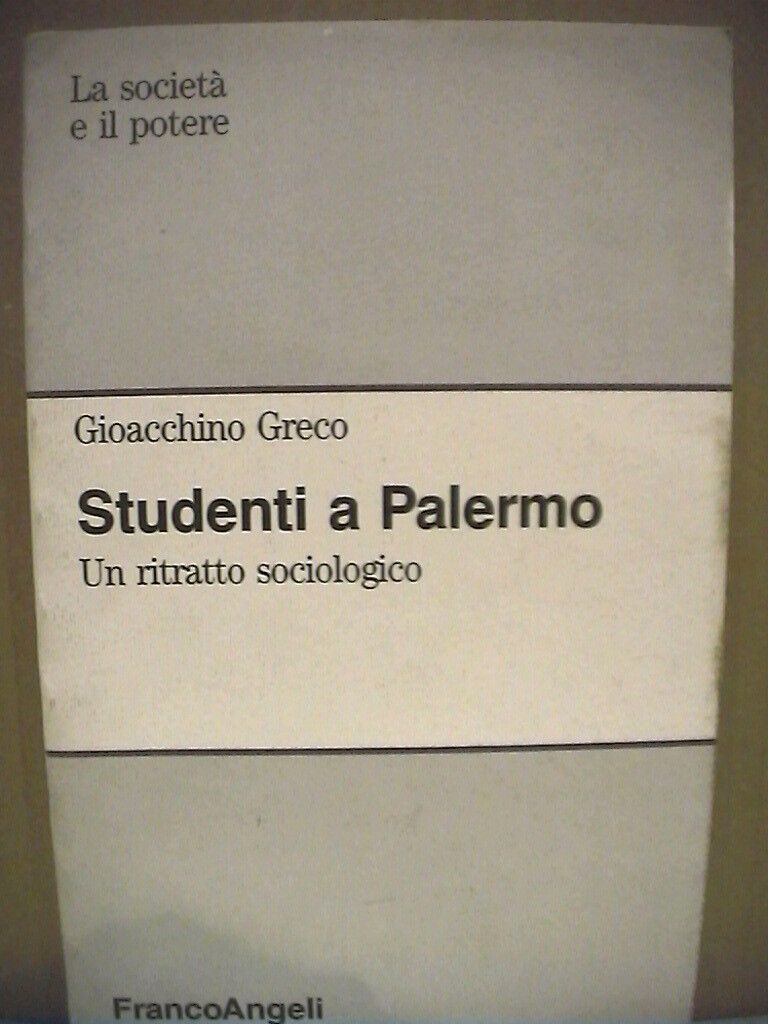 La società
e il potere
Gioacchino Greco
Studenti a Palermo
Un ritratto sociologico
FrancoAngeli